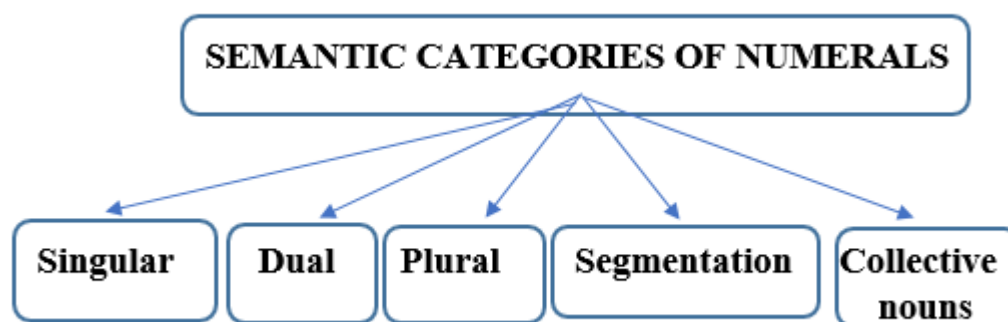 SEMANTIC CATEGORIES OF NUMERALS
Singular
Dual
Plural
Segmentation
Collective
nouns